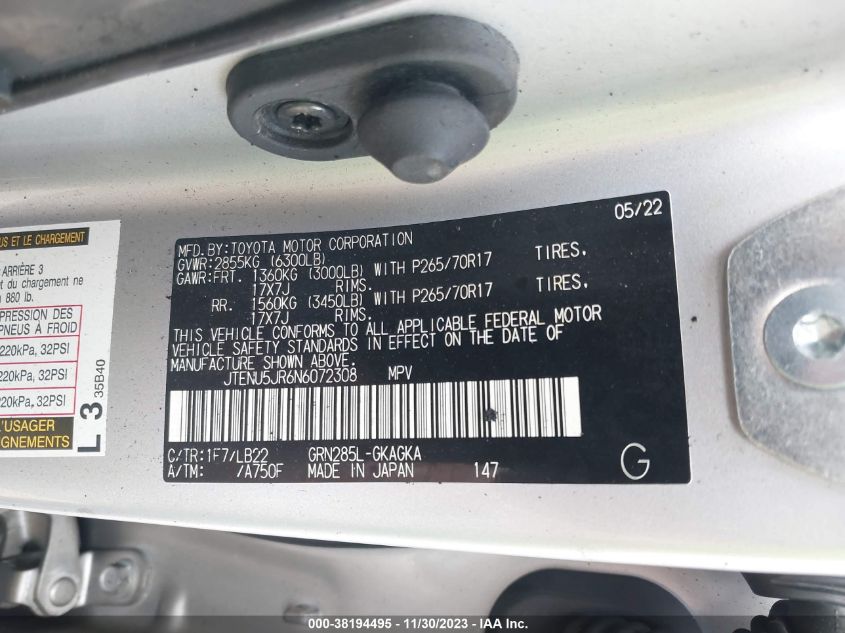 05/22
MFD.BY:TOYOTA MOTOR CORPORATION
GVWR:2855KG (6300LB)
GAWR:FRT. 1360KG (3000LB) WITH P265/70R17 TIRES.
17X7J RIMS.
RR. 1560KG (3450LB) WITH P265/70R17 TIRES.
17X7J RIMS.
THIS VEHICLE CONFORMS TO ALL APPLICABLE FEDERAL MOTOR
VEHICLE SAFETY STANDARDS IN EFFECT ON THE DATE OF
MANUFACTURE SHOWN ABOVE.
JTENU5JR6N6072308 MPV
C/TR:1F7/LB22 GRN285L-GKAGKA
A/TM: /A750F MADE IN JAPAN 147
G
ET LE CHARGEMENT
ARRIÈRE 3
du chargement ne
880 lb.
PRESSION DES
PNEUS À FROID
220kPa, 32PSI
220kPa, 32PSI
220kPa, 32PSI
L'USAGER
L 3 35B40
000-38194495 - 11/30/2023 - IAA Inc.